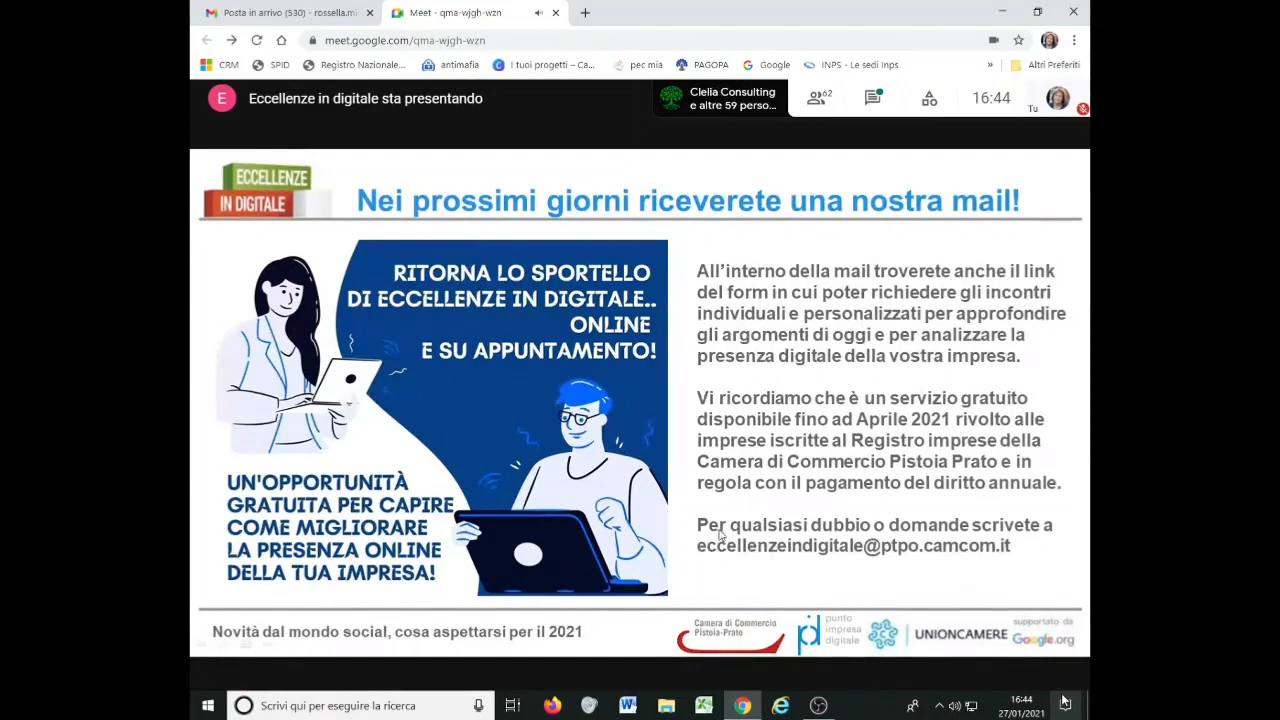 Posta in arrivo (530) - rossella.mi
Meet - qma-wjgh-wzn
meet.google.com/qma-wjgh-wzn
CRM
SPID
Registro Nazionale...
antimafia
I tuoi progetti – Ca...
pec mia
PAGOPA
Google
INPS - Le sedi Inps
»
Altri Preferiti
E
Eccellenze in digitale sta presentando
Clelia Consulting
e altre 59 perso...
62
16:44
Tu
ECCELLENZE
IN DIGITALE
Nei prossimi giorni riceverete una nostra mail!
RITORNA LO SPORTELLO
DI ECCELLENZE IN DIGITALE..
ONLINE
E SU APPUNTAMENTO!
UN'OPPORTUNITÀ
GRATUITA PER CAPIRE
COME MIGLIORARE
LA PRESENZA ONLINE
DELLA TUA IMPRESA!
All’interno della mail troverete anche il link
del form in cui poter richiedere gli incontri
individuali e personalizzati per approfondire
gli argomenti di oggi e per analizzare la
presenza digitale della vostra impresa.
Vi ricordiamo che è un servizio gratuito
disponibile fino ad Aprile 2021 rivolto alle
imprese iscritte al Registro imprese della
Camera di Commercio Pistoia Prato e in
regola con il pagamento del diritto annuale.
Per qualsiasi dubbio o domande scrivete a
eccellenzeindigitale@ptpo.camcom.it
Novità dal mondo social, cosa aspettarsi per il 2021
Camera di Commercio
Pistoia-Prato
punto
impresa
digitale
UNIONCAMERE
supportato da
Google.org
Scrivi qui per eseguire la ricerca
16:44
27/01/2021